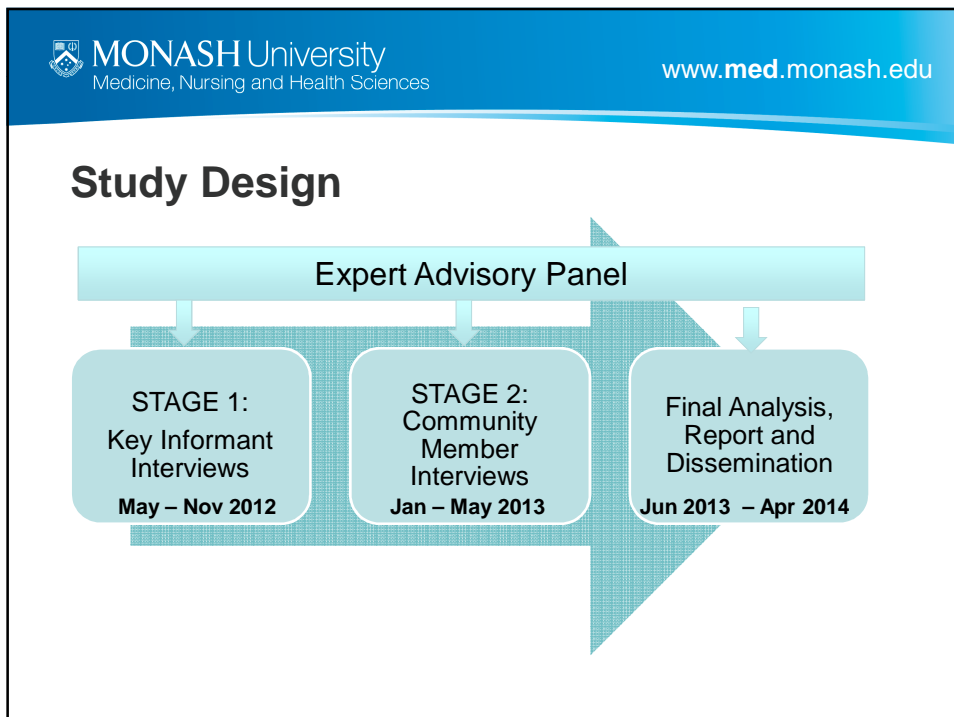 MONASH University
Medicine, Nursing and Health Sciences
www.med.monash.edu
Study Design
Expert Advisory Panel
STAGE 1:
Key Informant
Interviews
May – Nov 2012
STAGE 2:
Community
Member
Interviews
Jan – May 2013
Final Analysis,
Report and
Dissemination
Jun 2013 – Apr 2014